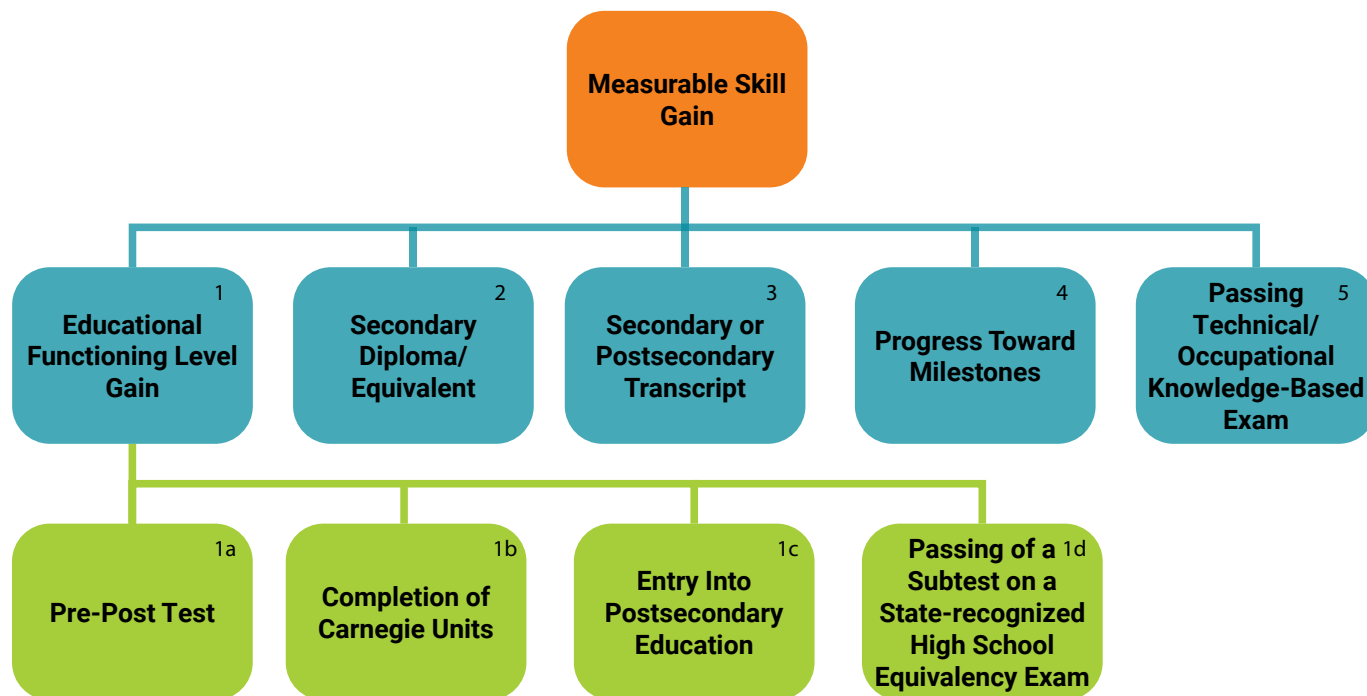 Measurable Skill
Gain
1
Educational
Functioning Level
Gain
2
Secondary
Diploma/
Equivalent
3
Secondary or
Postsecondary
Transcript
4
Progress Toward
Milestones
5
Passing
Technical/
Occupational
Knowledge-Based
Exam
1a
Pre-Post Test
1b
Completion of
Carnegie Units
1c
Entry Into
Postsecondary
Education
1d
Passing of a
Subtest on a
State-recognized
High School
Equivalency Exam